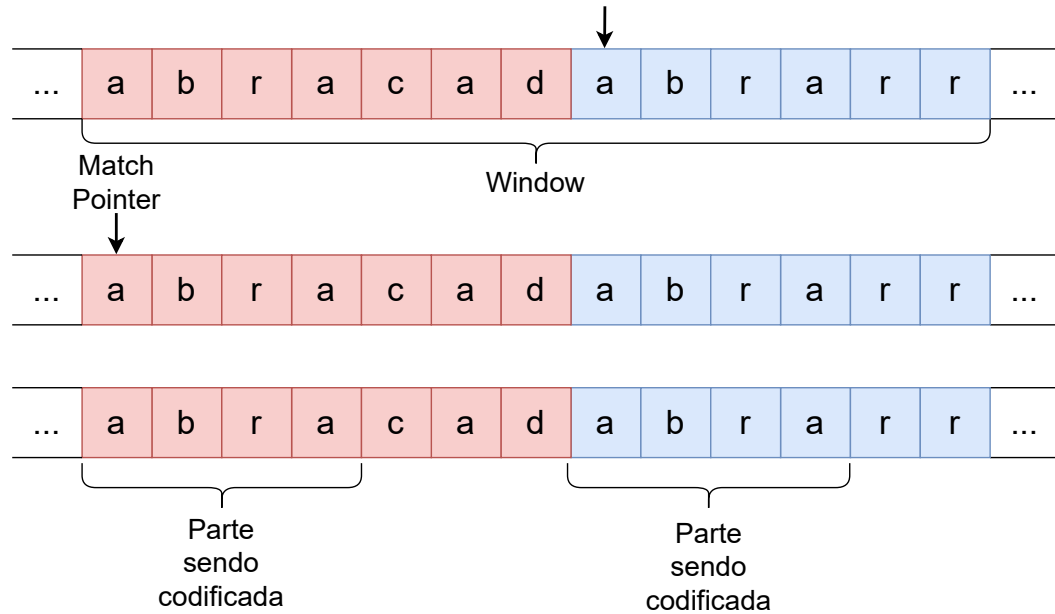 ... a b r a c a d a b r a r r ...
Window
Match
Pointer
... a b r a c a d a b r a r r ...
... a b r a c a d a b r a r r ...
Parte
sendo
codificada
Parte
sendo
codificada